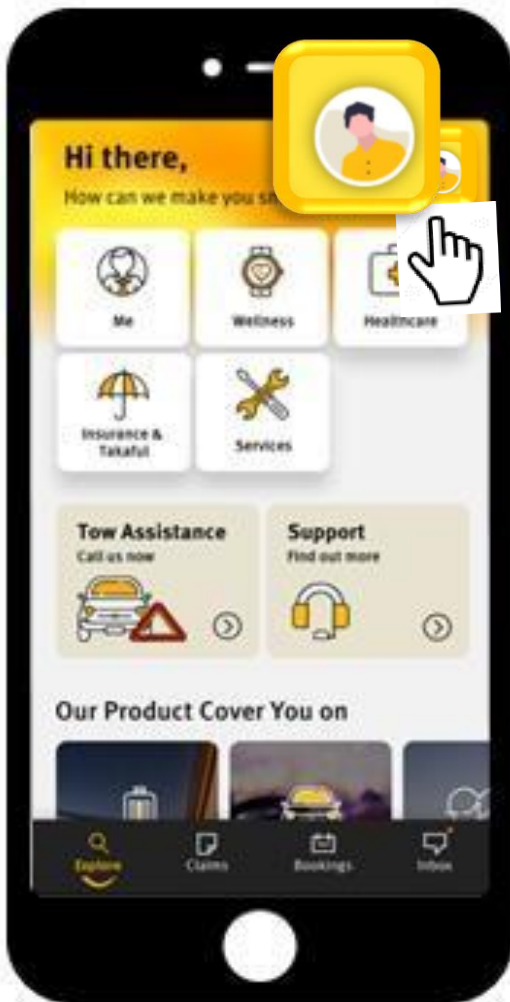 Hi there,
How can we make you
Me
Wellness
Healthcare
Insurance &
Takaful
Services
Tow Assistance
Call us now
Support
Find out more
Our Product Cover You on
Explore
Claims
Bookings
Inbox